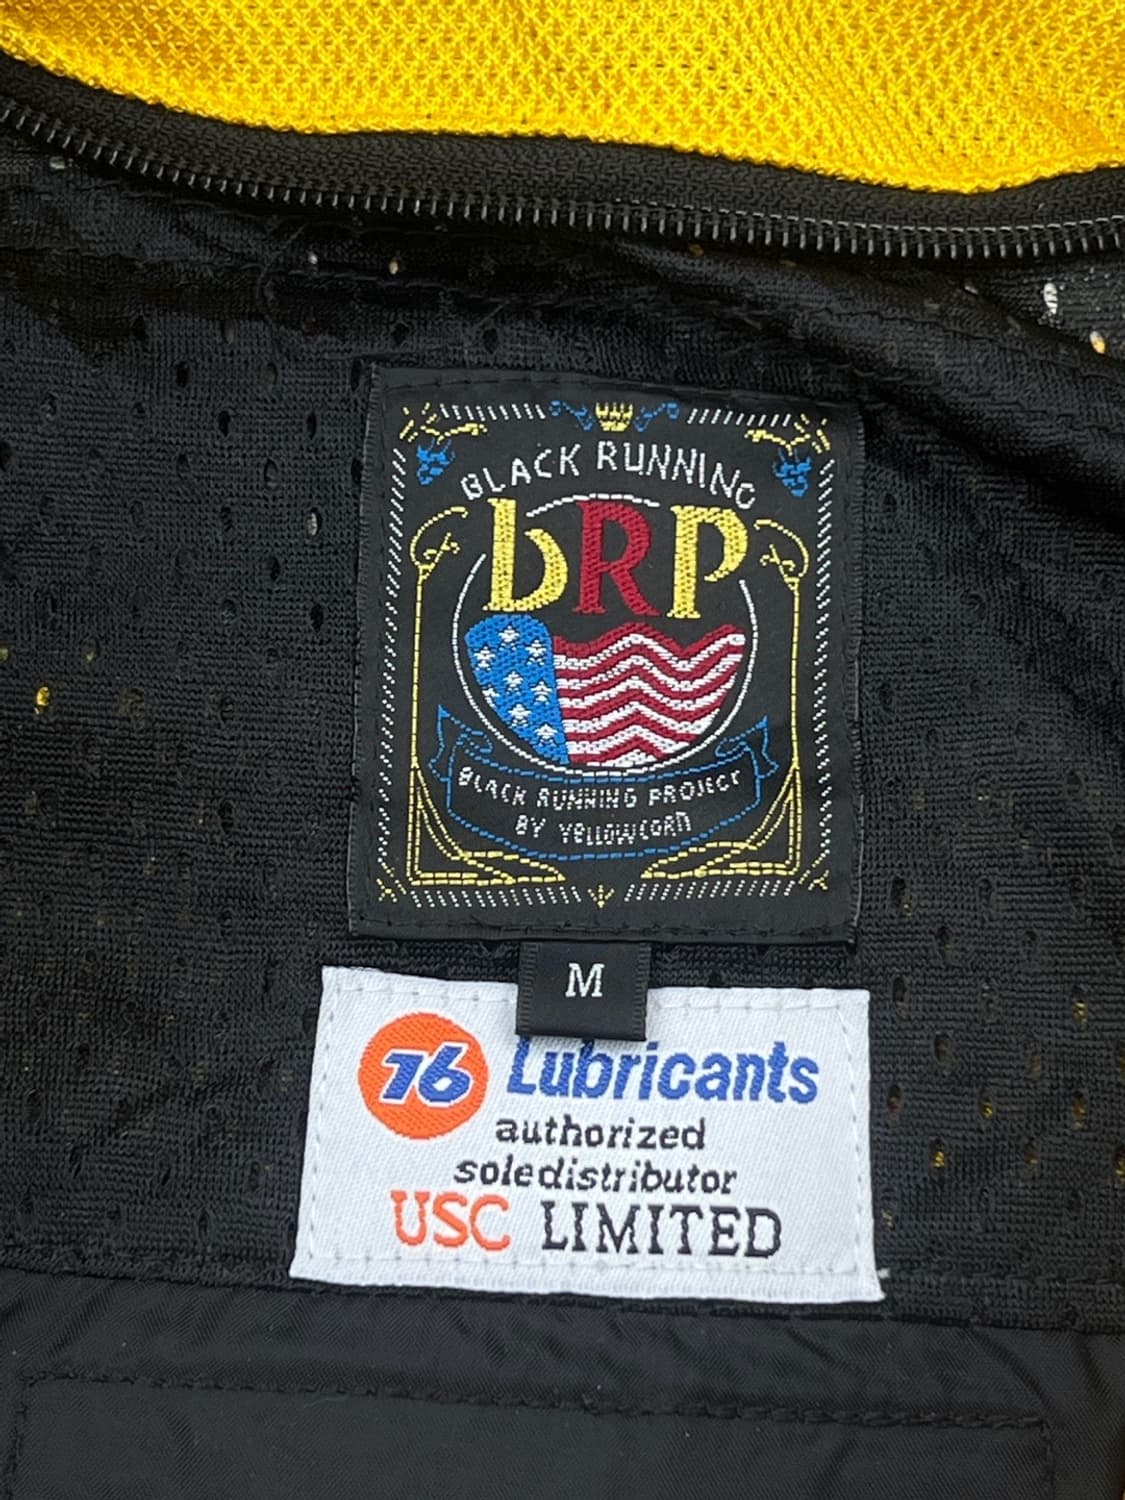 BLACK RUNNING
bRP
BLACK RUNNING PROJECT
BY YELLOWCORN
M
76 Lubricants
authorized
soledistributor
USC LIMITED